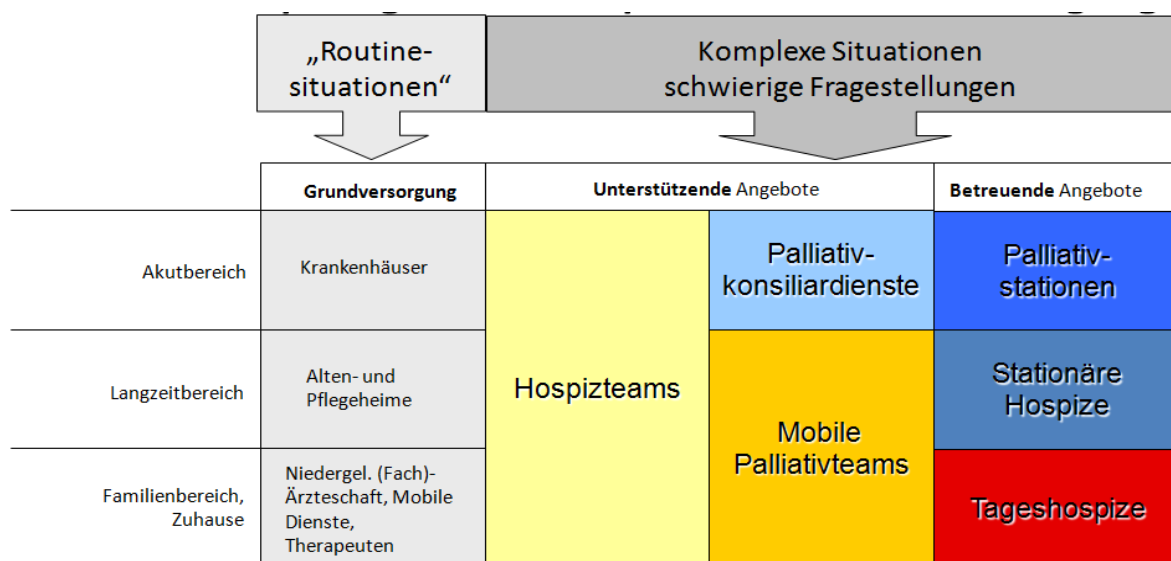 „Routine-
situationen“
Komplexe Situationen
schwierige Fragestellungen
Grundversorgung
Unterstützende Angebote
Betreuende Angebote
Akutbereich
Krankenhäuser
Palliativ-
konsiliardienste
Palliativ-
stationen
Langzeitbereich
Alten- und
Pflegeheime
Hospizteams
Mobile
Palliativteams
Stationäre
Hospize
Familienbereich,
Zuhause
Niedergel. (Fach)-
Ärzteschaft, Mobile
Dienste,
Therapeuten
Tageshospize